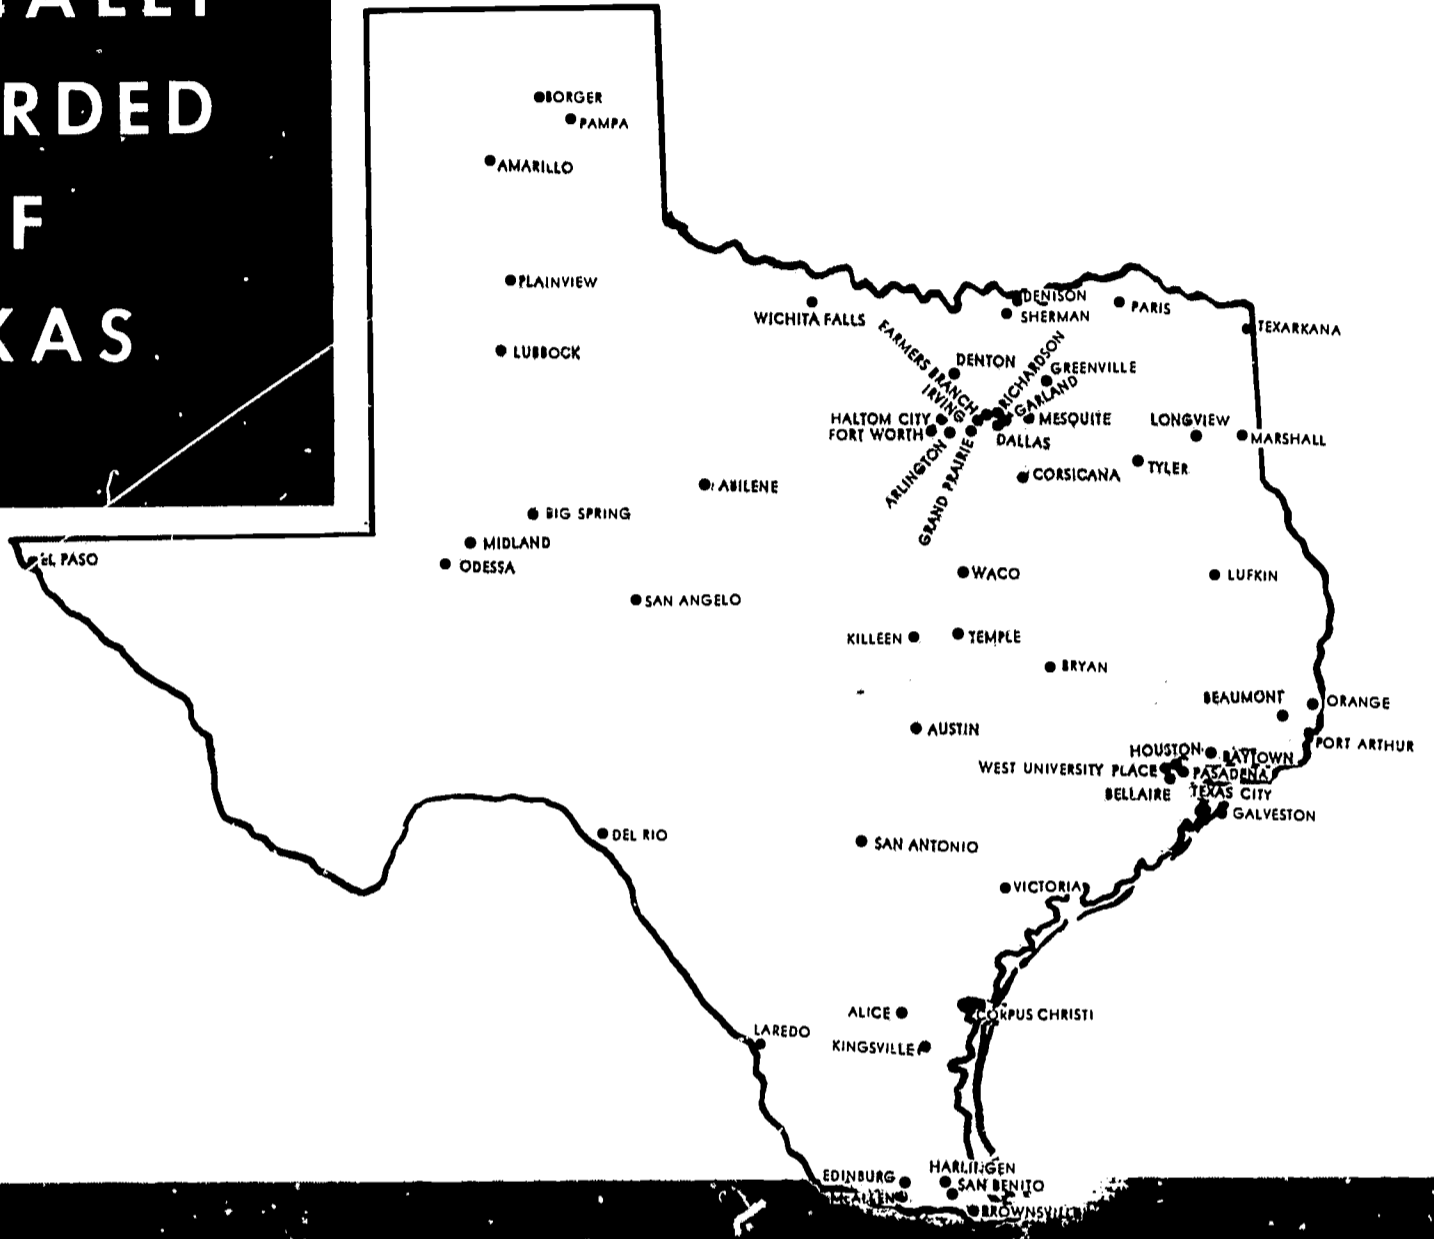 RDED
F
XAS
BORGER
PAMPA
AMARILLO
PLAINVIEW
LUBBOCK
WICHITA FALLS
DENISON
SHERMAN
PARIS
TEXARKANA
FARMERS BRANCH
IRVING
DENTON
RICHARDSON
GREENVILLE
GARLAND
HALTOM CITY
FORT WORTH
MESQUITE
DALLAS
LONGVIEW
MARSHALL
ARLINGTON
GRAND PRAIRIE
CORSICANA
TYLER
ABILENE
BIG SPRING
MIDLAND
ODESSA
EL PASO
SAN ANGELO
WACO
LUFKIN
KILLEEN
TEMPLE
BRYAN
BEAUMONT
ORANGE
AUSTIN
PORT ARTHUR
HOUSTON
BAYTOWN
WEST UNIVERSITY PLACE
PASADENA
BELLAIRE
TEXAS CITY
GALVESTON
DEL RIO
SAN ANTONIO
VICTORIA
ALICE
CORPUS CHRISTI
LAREDO
KINGSVILLE
EDINBURG
HARLINGEN
SAN BENITO
McALLEN
BROWNSVILLE